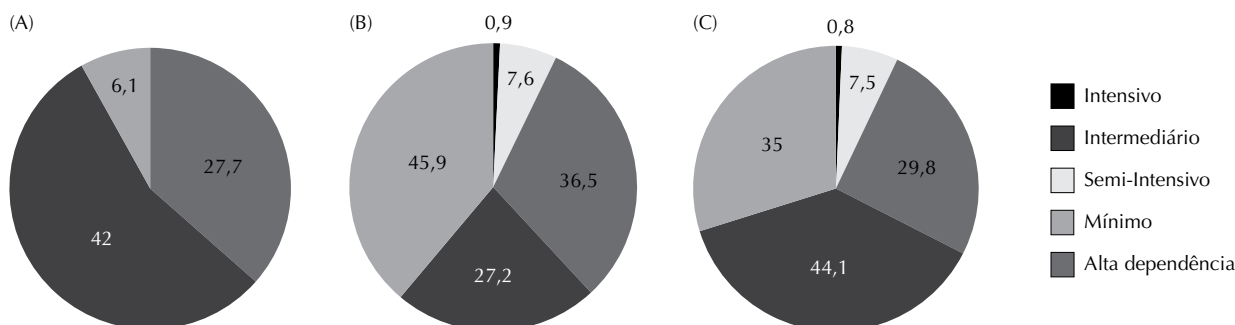 (A)
6,1
27,7
42
(B)
0,9
7,6
45,9
36,5
27,2
(C)
0,8
7,5
35
29,8
44,1
Intensivo
Intermediário
Semi-Intensivo
Mínimo
Alta dependência